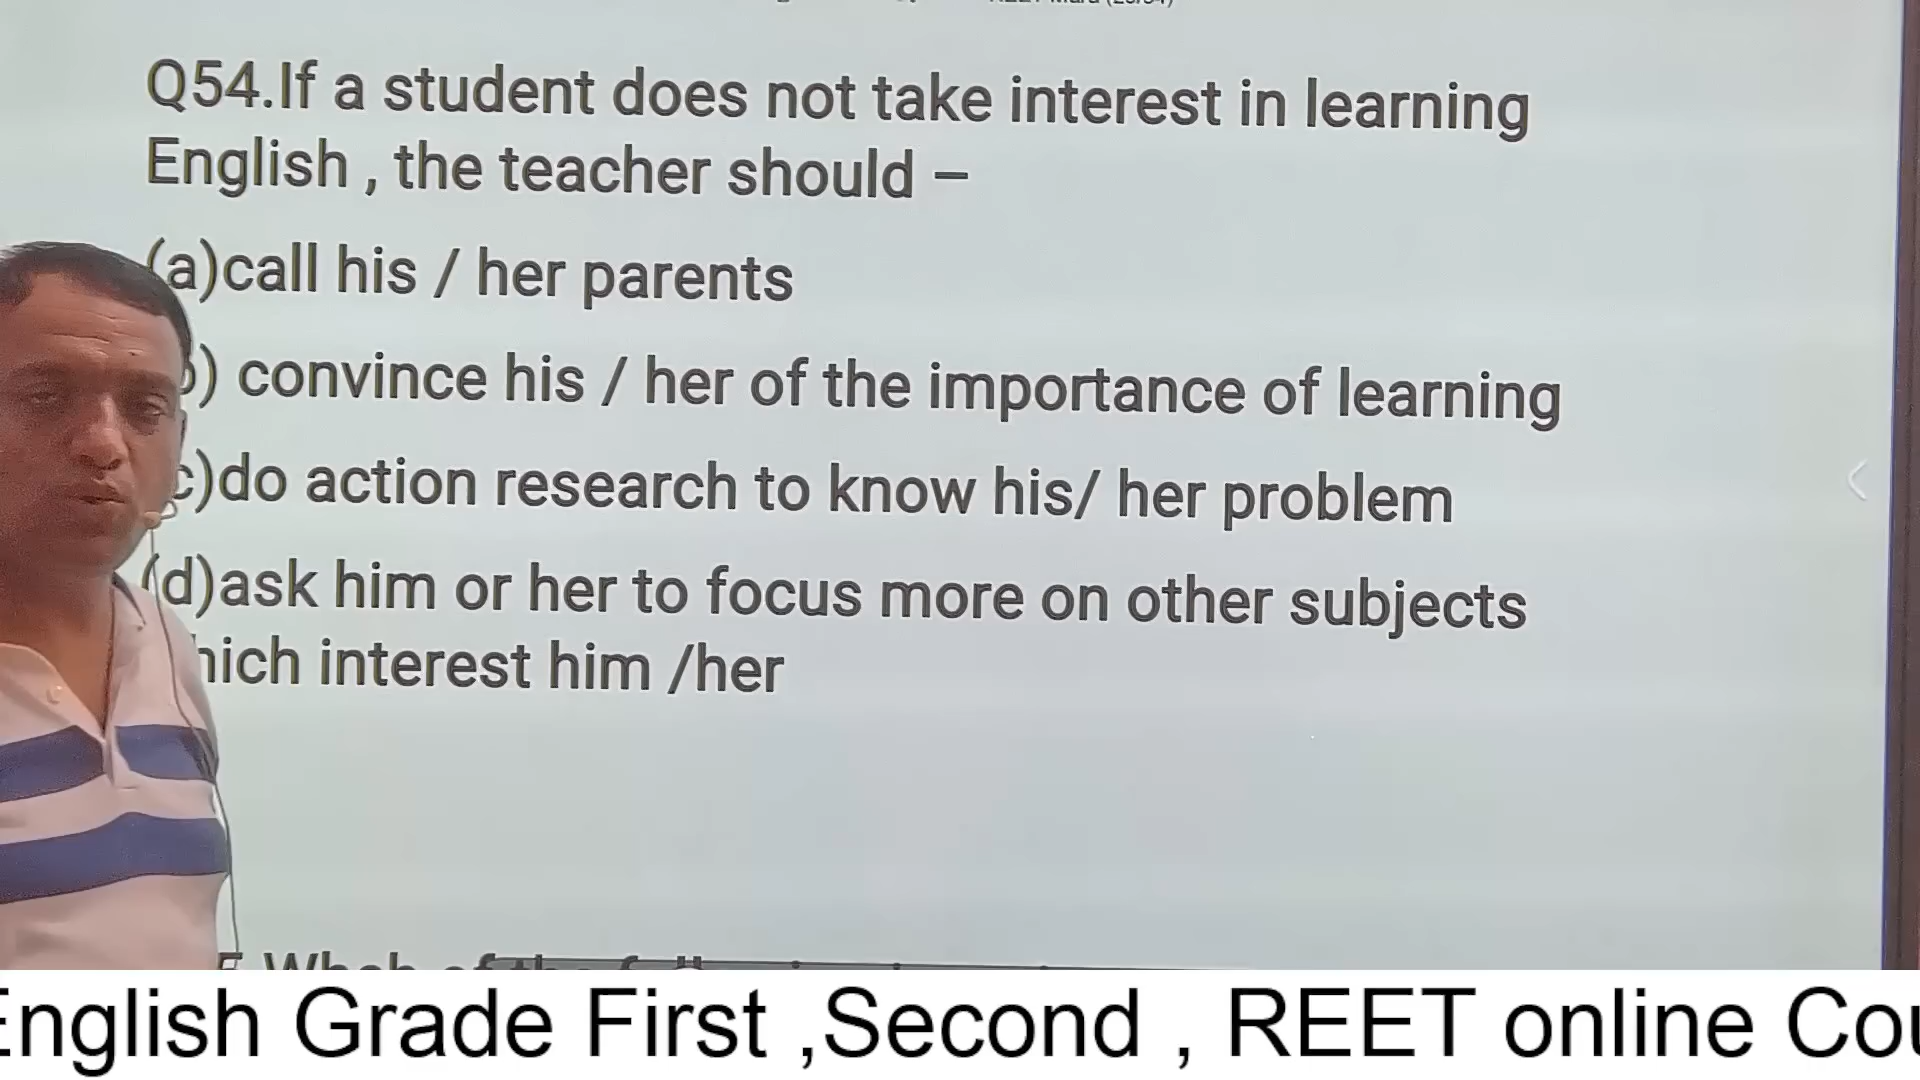 Q54.If a student does not take interest in learning
English , the teacher should –
(a)call his / her parents
b) convince his / her of the importance of learning
c)do action research to know his/ her problem
(d)ask him or her to focus more on other subjects
hich interest him /her
English Grade First ,Second , REET online Cou